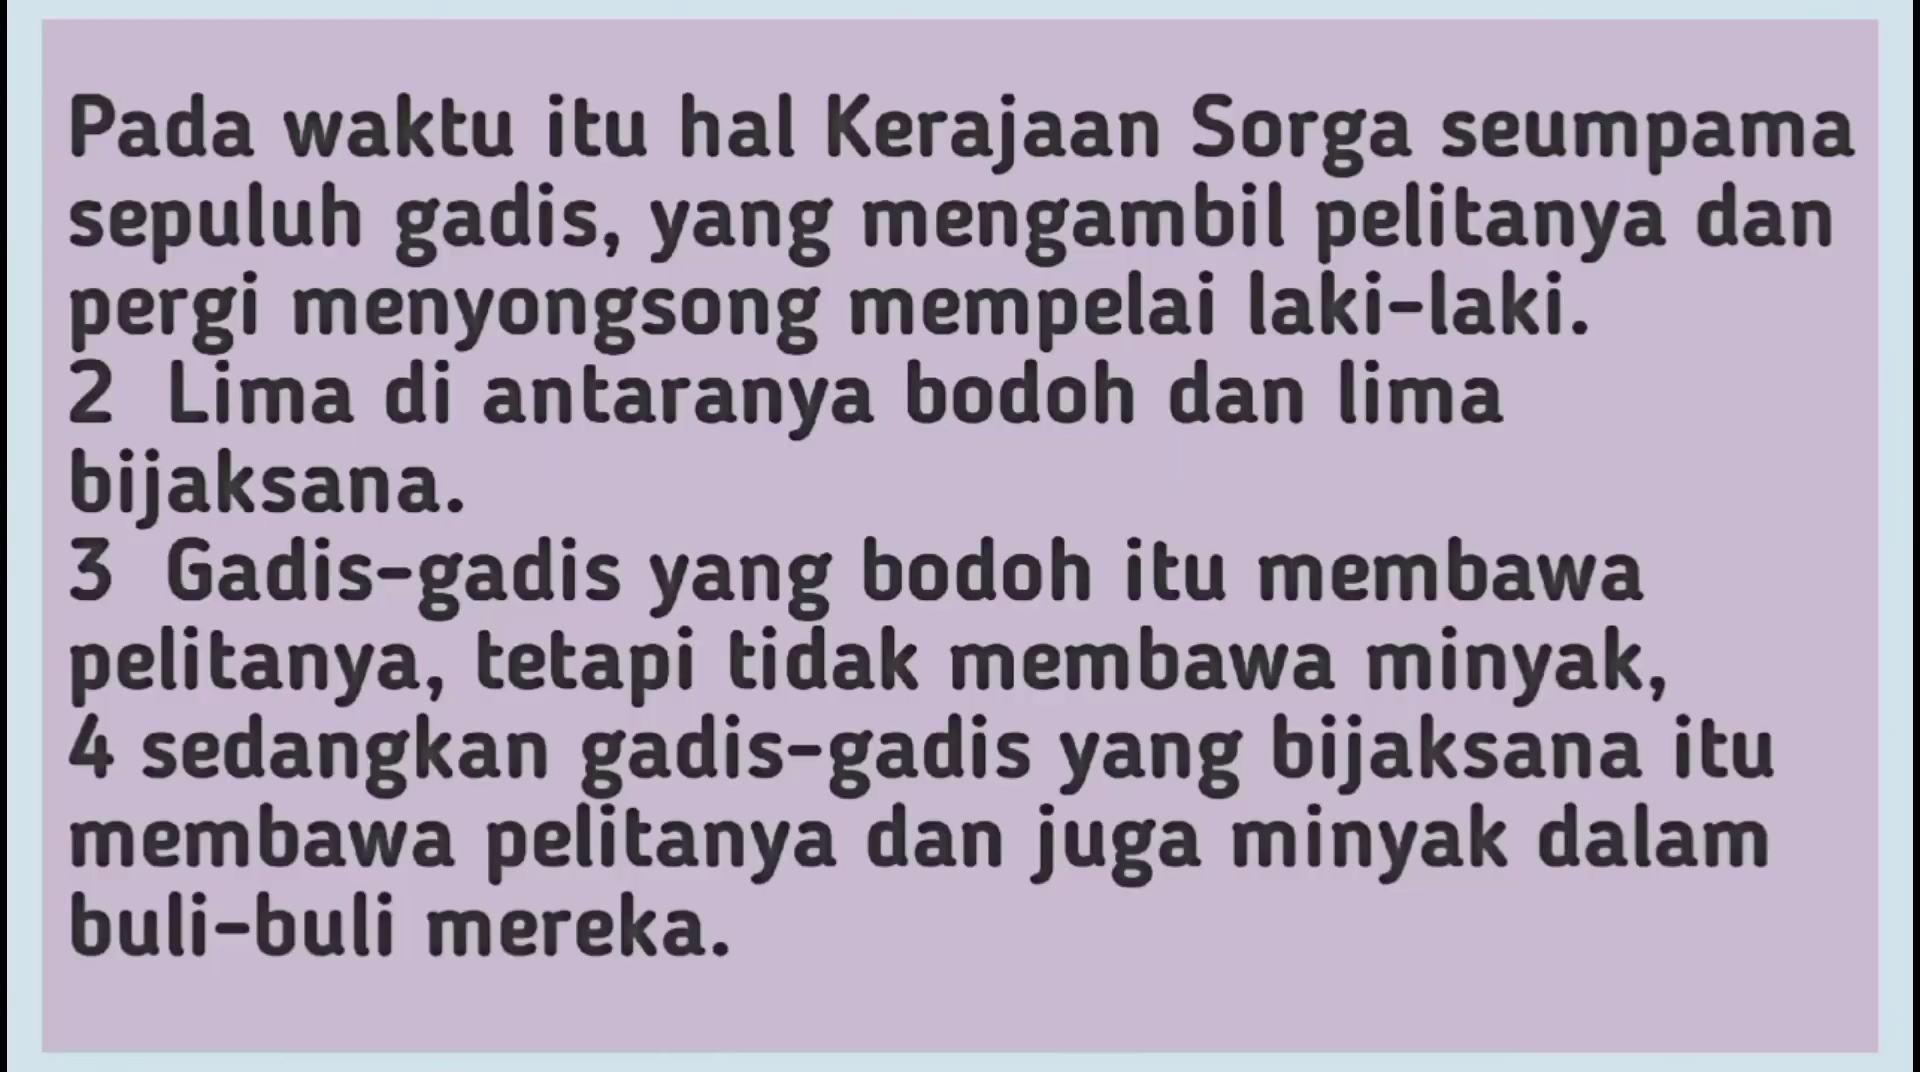 Pada waktu itu hal Kerajaan Sorga seumpama
sepuluh gadis, yang mengambil pelitanya dan
pergi menyongsong mempelai laki-laki.
2 Lima di antaranya bodoh dan lima
bijaksana.
3 Gadis-gadis yang bodoh itu membawa
pelitanya, tetapi tidak membawa minyak,
4 sedangkan gadis-gadis yang bijaksana itu
membawa pelitanya dan juga minyak dalam
buli-buli mereka.